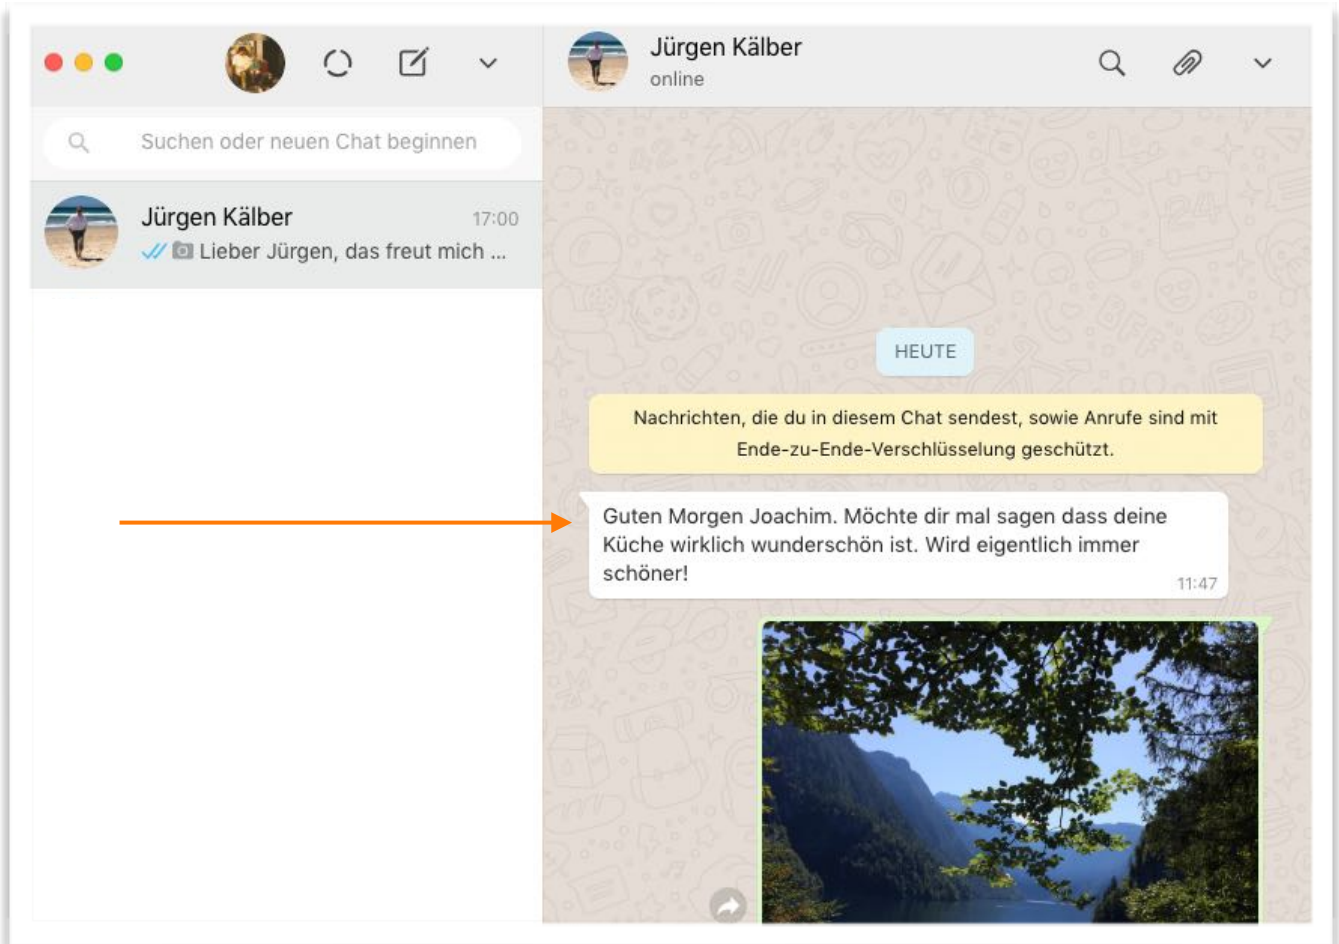 Jürgen Kälber
online
Suchen oder neuen Chat beginnen
Jürgen Kälber
17:00
Lieber Jürgen, das freut mich ...
HEUTE
Nachrichten, die du in diesem Chat sendest, sowie Anrufe sind mit
Ende-zu-Ende-Verschlüsselung geschützt.
Guten Morgen Joachim. Möchte dir mal sagen dass deine
Küche wirklich wunderschön ist. Wird eigentlich immer
schöner!
11:47